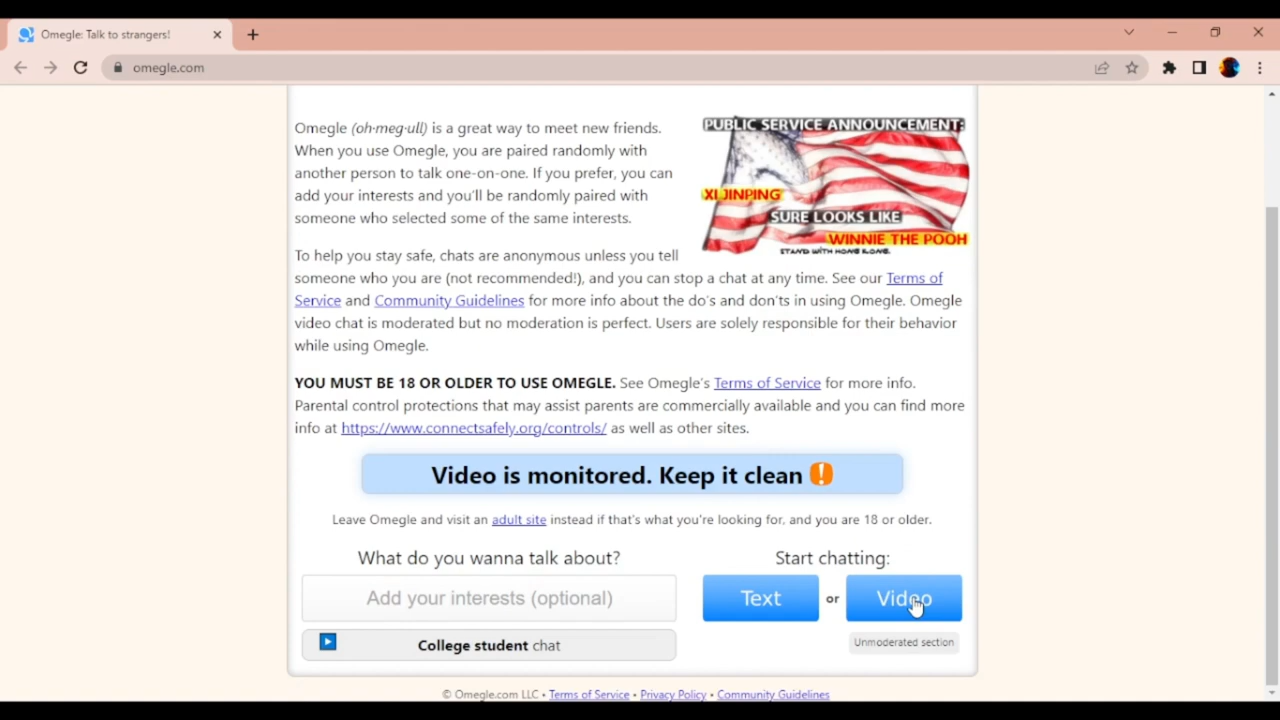 Omegle: Talk to strangers!
omegle.com
Omegle (oh·meg·ull) is a great way to meet new friends.
When you use Omegle, you are paired randomly with
another person to talk one-on-one. If you prefer, you can
add your interests and you'll be randomly paired with
someone who selected some of the same interests.
PUBLIC SERVICE ANNOUNCEMENT:
XI JINPING
SURE LOOKS LIKE
WINNIE THE POOH
STAND WITH HONG KONG.
To help you stay safe, chats are anonymous unless you tell
someone who you are (not recommended!), and you can stop a chat at any time. See our Terms of
Service and Community Guidelines for more info about the do's and don'ts in using Omegle. Omegle
video chat is moderated but no moderation is perfect. Users are solely responsible for their behavior
while using Omegle.
YOU MUST BE 18 OR OLDER TO USE OMEGLE. See Omegle's Terms of Service for more info.
Parental control protections that may assist parents are commercially available and you can find more
info at https://www.connectsafely.org/controls/ as well as other sites.
Video is monitored. Keep it clean
Leave Omegle and visit an adult site instead if that's what you're looking for, and you are 18 or older.
What do you wanna talk about?
Start chatting:
Add your interests (optional)
Text or Video
College student chat
Unmoderated section
© Omegle.com LLC • Terms of Service • Privacy Policy • Community Guidelines